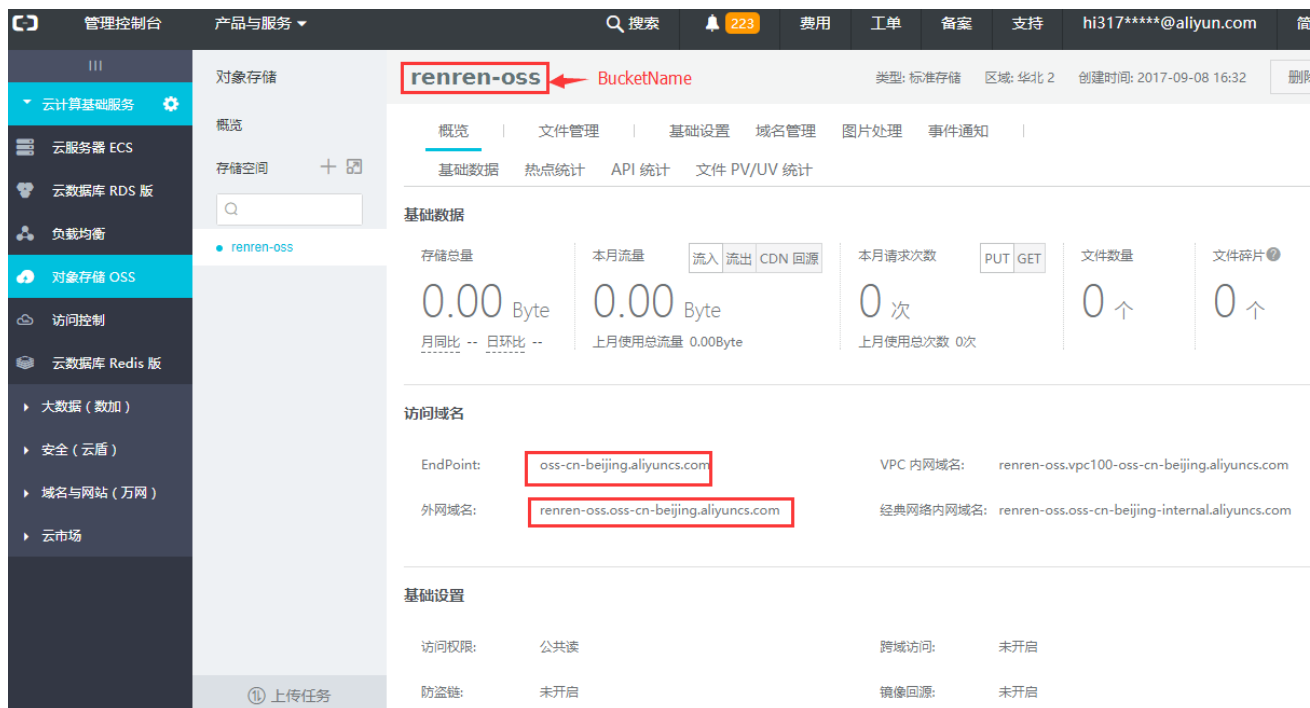 管理控制台 产品与服务 搜索 223 费用 工单 备案 支持 hi317*****@aliyun.com 简
云计算基础服务
云服务器 ECS
云数据库 RDS 版
负载均衡
对象存储 OSS
访问控制
云数据库 Redis 版
大数据（数加）
安全（云盾）
域名与网站（万网）
云市场
对象存储
概览
存储空间
renren-oss
上传任务
renren-oss BucketName 类型: 标准存储 区域: 华北 2 创建时间: 2017-09-08 16:32 删除
概览 文件管理 基础设置 域名管理 图片处理 事件通知
基础数据 热点统计 API 统计 文件 PV/UV 统计
基础数据
存储总量 本月流量 流入 流出 CDN 回源 本月请求次数 PUT GET 文件数量 文件碎片
0.00 Byte 0.00 Byte 0 次 0 个 0 个
月同比 -- 日环比 -- 上月使用总流量 0.00Byte 上月使用总次数 0次
访问域名
EndPoint: oss-cn-beijing.aliyuncs.com VPC 内网域名: renren-oss.vpc100-oss-cn-beijing.aliyuncs.com
外网域名: renren-oss.oss-cn-beijing.aliyuncs.com 经典网络内网域名: renren-oss.oss-cn-beijing-internal.aliyuncs.com
基础设置
访问权限: 公共读 跨域访问: 未开启
防盗链: 未开启 镜像回源: 未开启